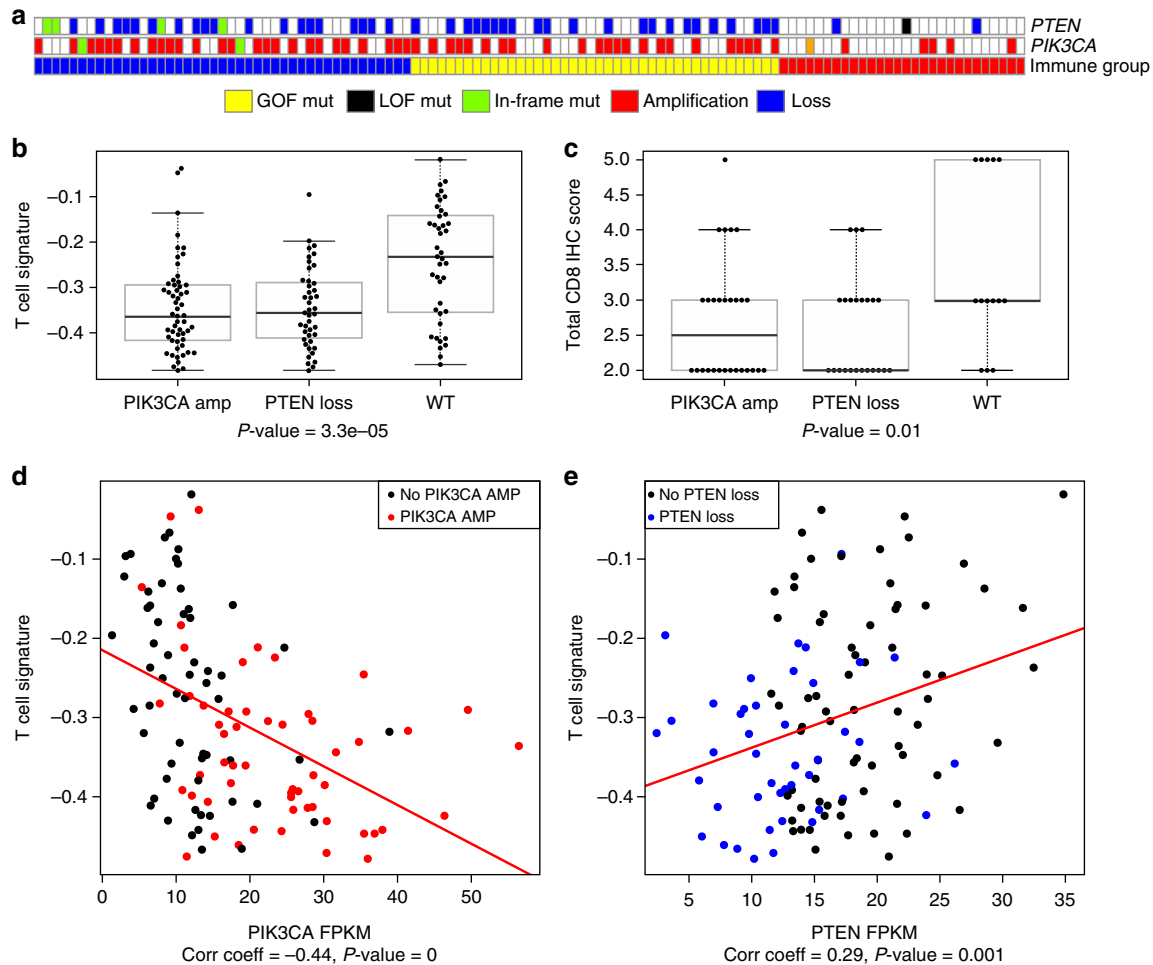 a
PTEN
PIK3CA
Immune group
GOF mut LOF mut In-frame mut Amplification Loss
b
T cell signature
–0.1
–0.2
–0.3
–0.4
PIK3CA amp PTEN loss WT
P-value = 3.3e–05
c
Total CD8 IHC score
5.0
4.5
4.0
3.5
3.0
2.5
2.0
PIK3CA amp PTEN loss WT
P-value = 0.01
d
T cell signature
No PIK3CA AMP
PIK3CA AMP
–0.1
–0.2
–0.3
–0.4
0 10 20 30 40 50
PIK3CA FPKM
Corr coeff = –0.44, P-value = 0
e
T cell signature
No PTEN loss
PTEN loss
–0.1
–0.2
–0.3
–0.4
5 10 15 20 25 30 35
PTEN FPKM
Corr coeff = 0.29, P-value = 0.001